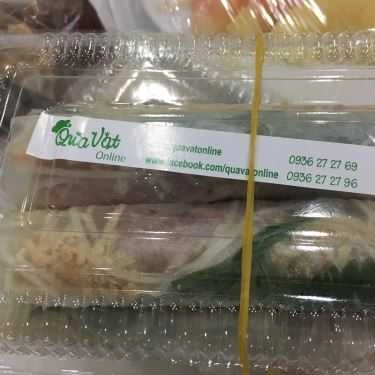 Quà Vặt
Online
quavatonline
www.facebook.com/quavatonline
0936 27 27 69
0936 27 27 96